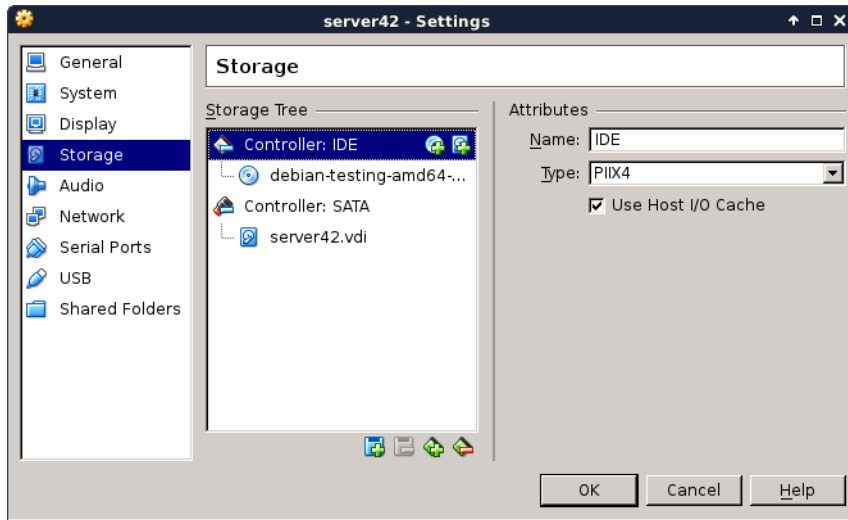 server42 - Settings
General
System
Display
Storage
Audio
Network
Serial Ports
USB
Shared Folders
Storage
Storage Tree
Controller: IDE
debian-testing-amd64-...
Controller: SATA
server42.vdi
Attributes
Name: IDE
Type: PIIX4
Use Host I/O Cache
OK
Cancel
Help